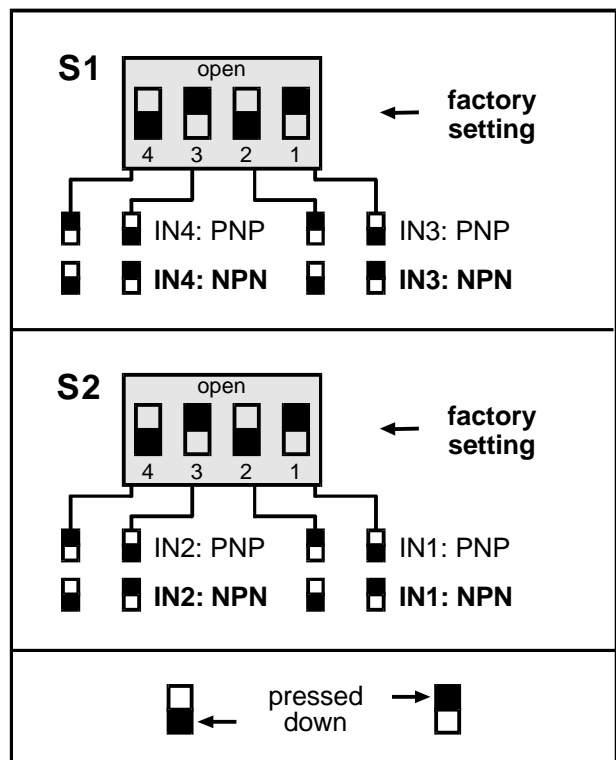 S1
open
factory
setting
4 3 2 1
IN4: PNP IN3: PNP
IN4: NPN IN3: NPN
S2
open
factory
setting
4 3 2 1
IN2: PNP IN1: PNP
IN2: NPN IN1: NPN
pressed
down